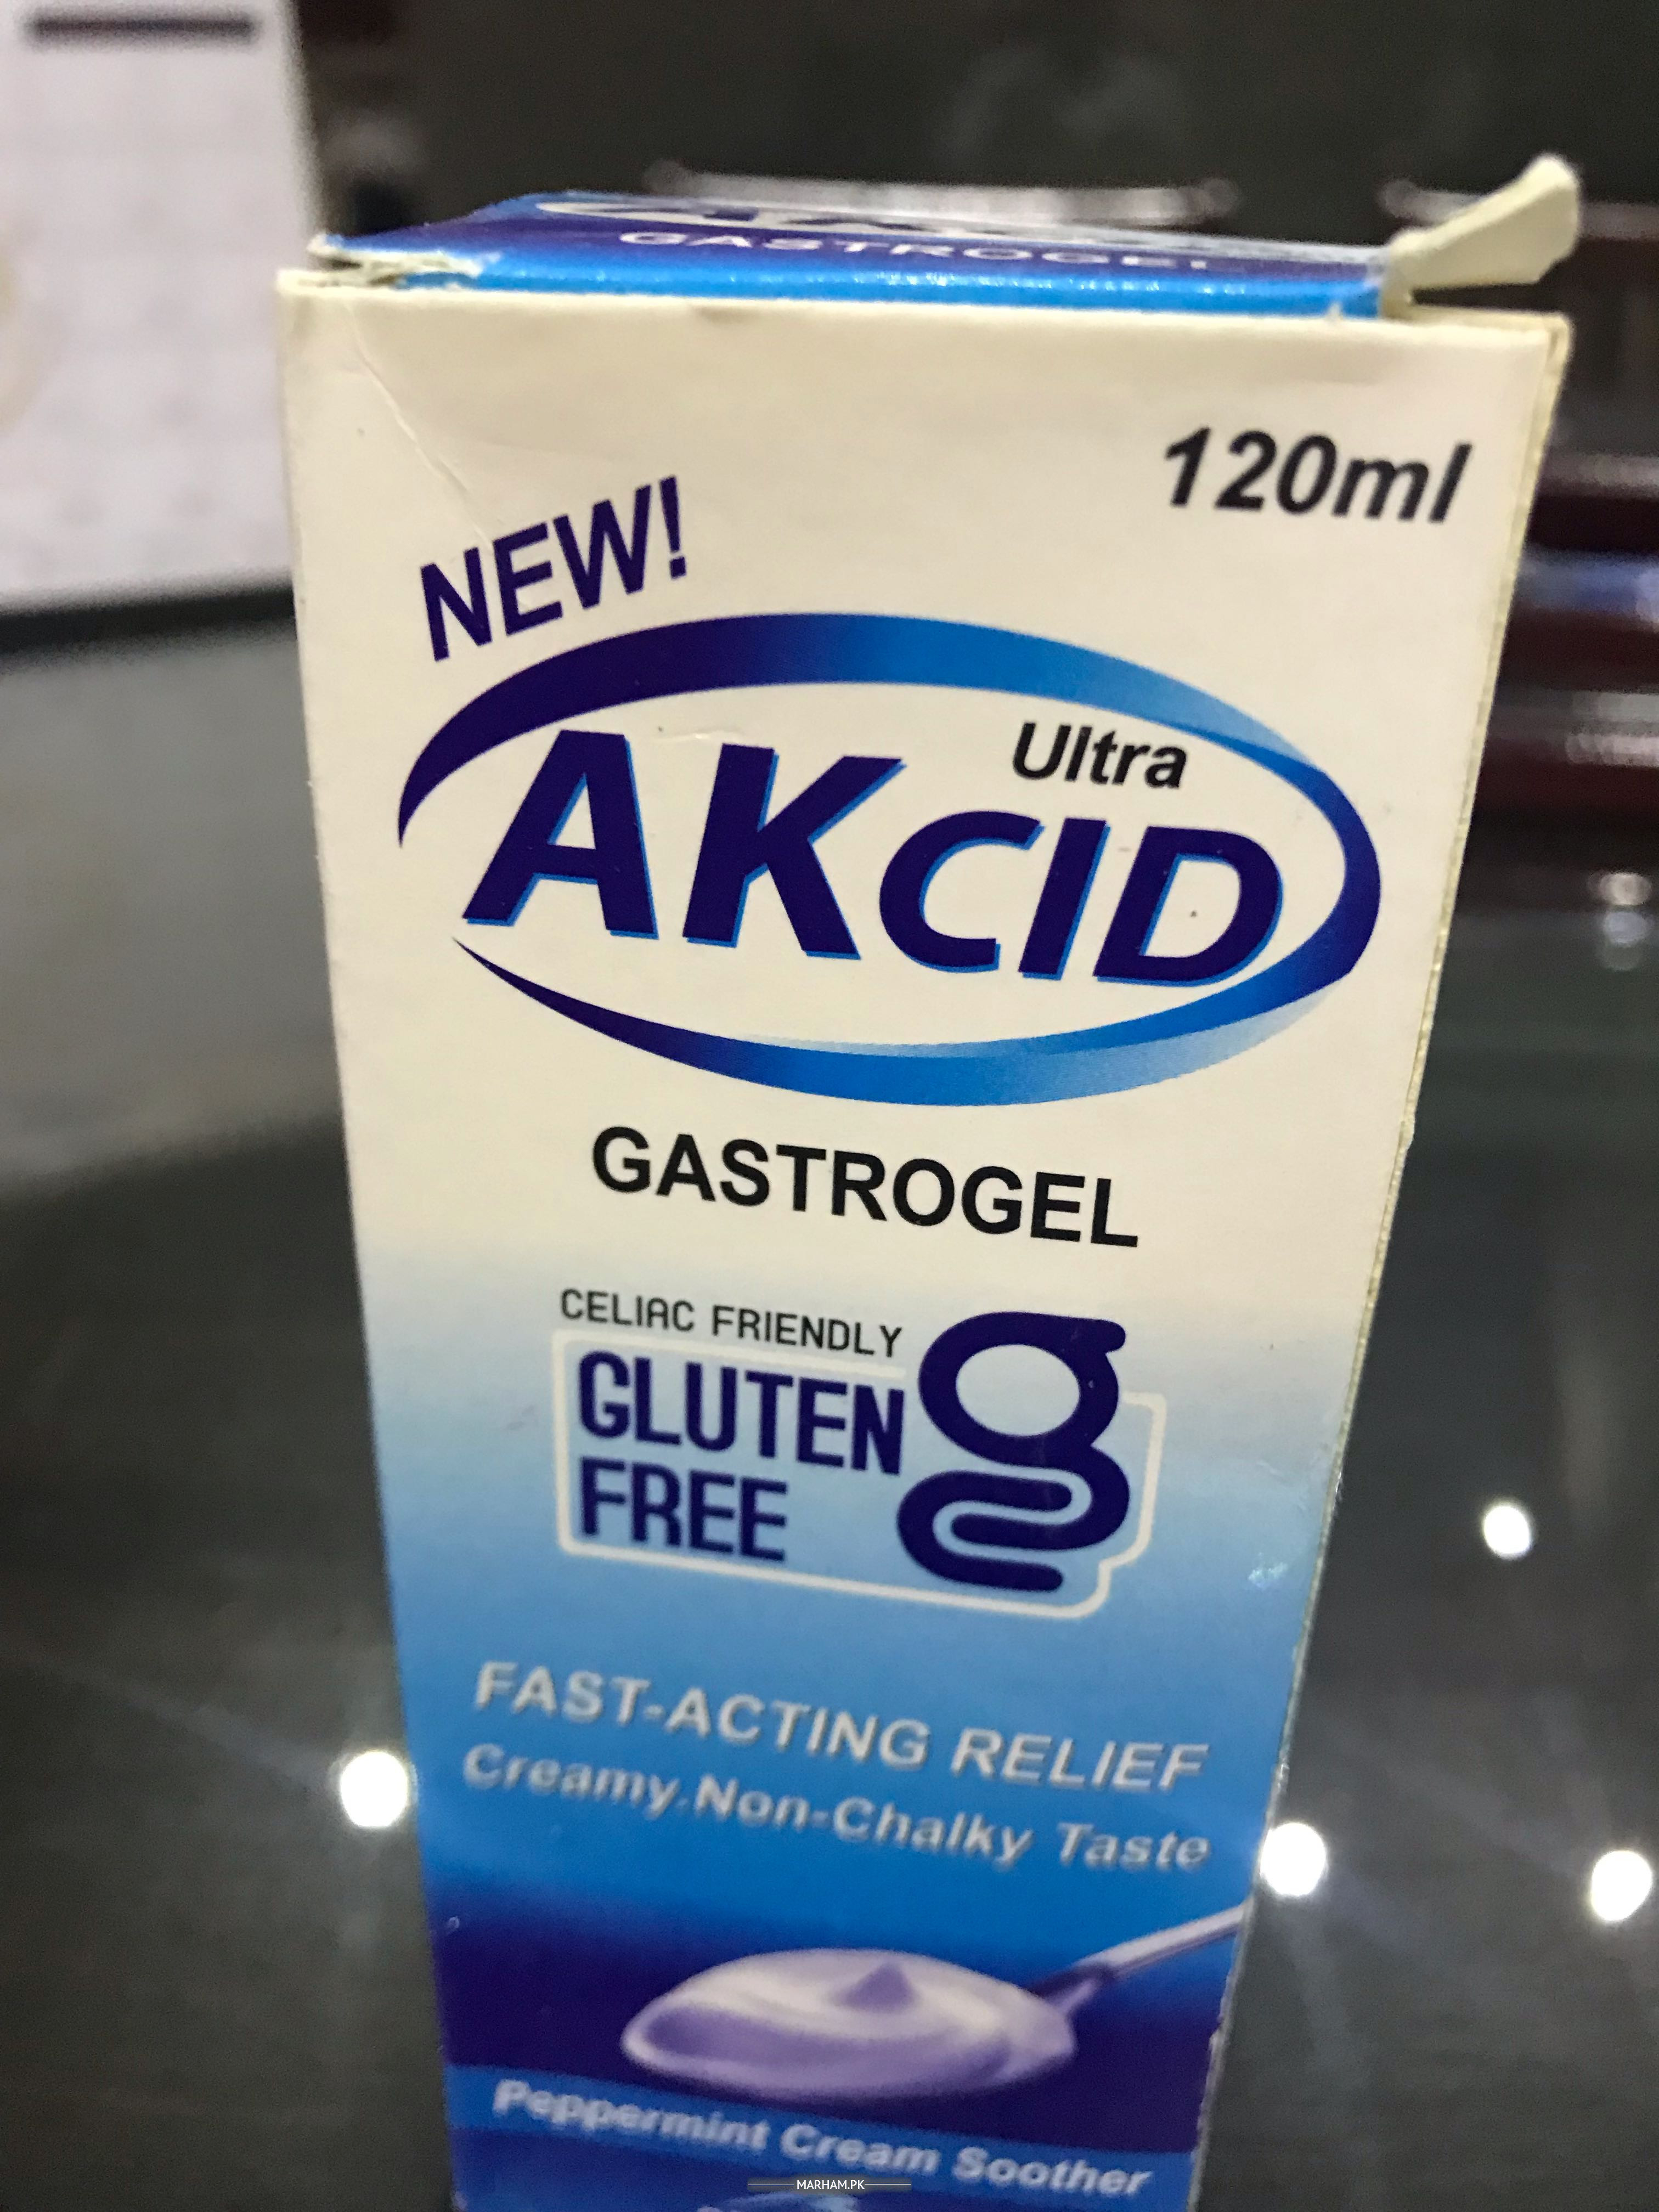 GASTROGEL
120ml
NEW!
Ultra
AKCID
GASTROGEL
CELIAC FRIENDLY
GLUTEN
FREE
FAST-ACTING RELIEF
Creamy.Non-Chalky Taste
Peppermint Cream Soother
MARHAM.PK